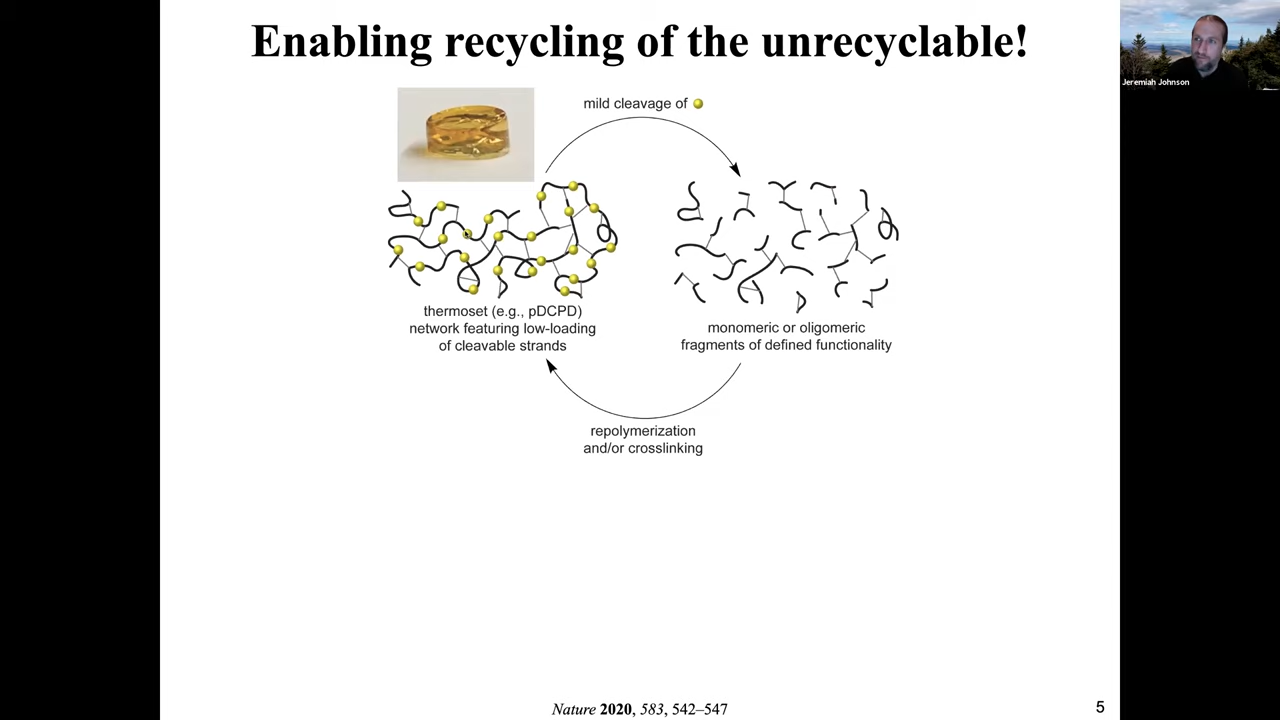 Enabling recycling of the unrecyclable!
Jeremiah Johnson
mild cleavage of
thermoset (e.g., pDCPD)
network featuring low-loading
of cleavable strands
monomeric or oligomeric
fragments of defined functionality
repolymerization
and/or crosslinking
Nature 2020, 583, 542–547
5